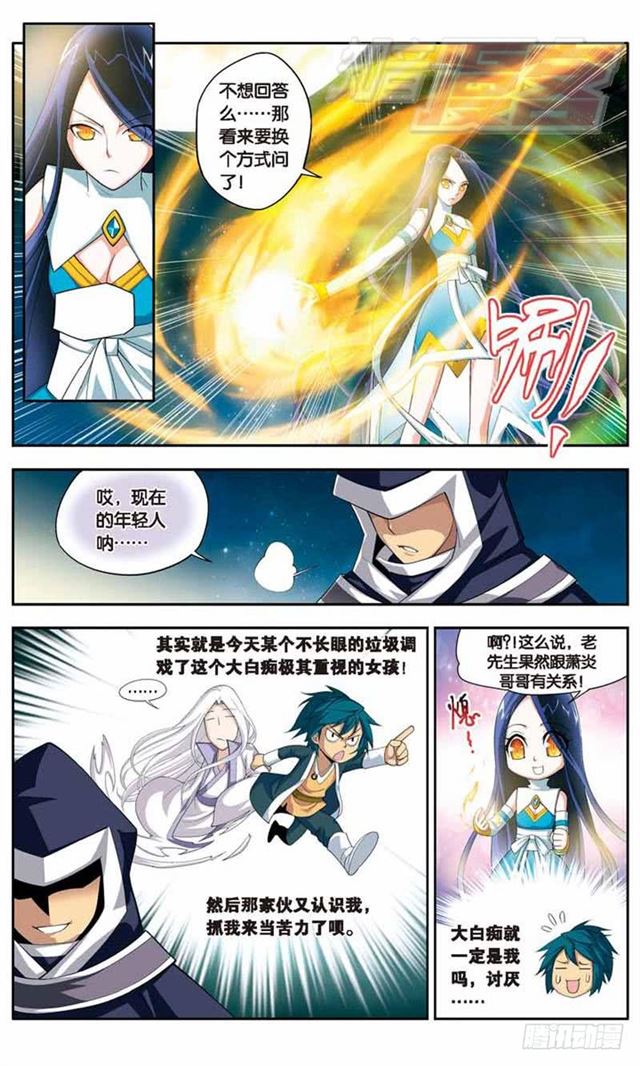 不想回答
么……那
看来要换
个方式问
了！
唰！
哎，现在
的年轻人
呐……
其实就是今天某个不长眼的垃圾调
戏了这个大白痴极其重视的女孩！
……
然后那家伙又认识我，
抓我来当苦力了呗。
啊？！这么说，老
先生果然跟萧炎
哥哥有关系！
熄～！
大白痴就
一定是我
吗，讨厌
……
腾讯动漫